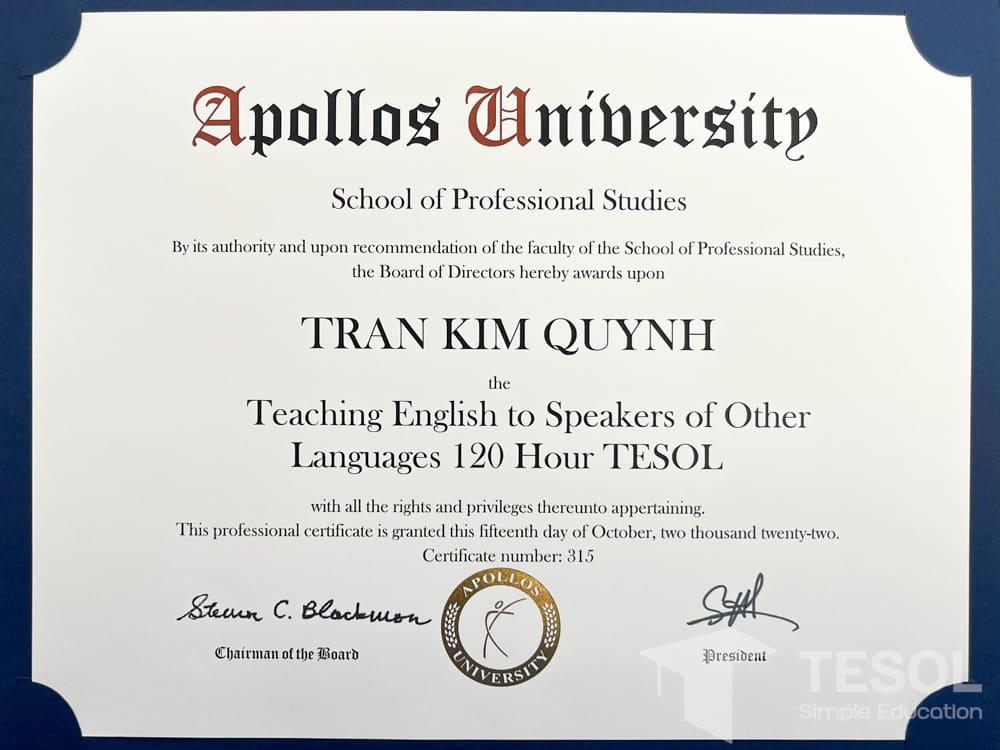 Apollos University
School of Professional Studies
By its authority and upon recommendation of the faculty of the School of Professional Studies,
the Board of Directors hereby awards upon
TRAN KIM QUYNH
the
Teaching English to Speakers of Other
Languages 120 Hour TESOL
with all the rights and privileges thereunto appertaining.
This professional certificate is granted this fifteenth day of October, two thousand twenty-two.
Certificate number: 315
APOLLOS
UNIVERSITY
C. Blackmon
Chairman of the Board
President
TESOL
Simple Education